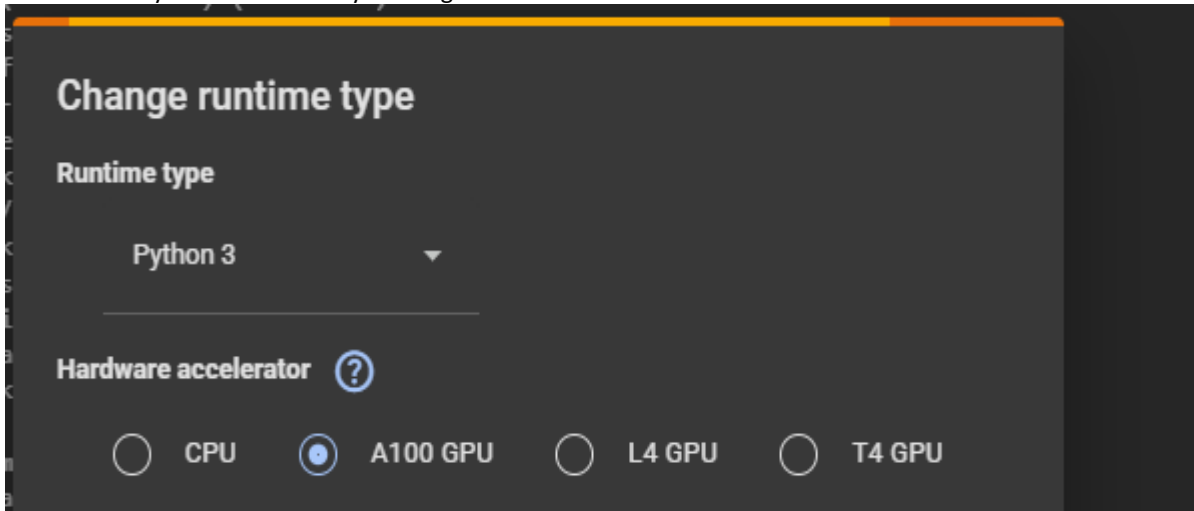 Change runtime type
Runtime type
Python 3
Hardware accelerator ?
CPU A100 GPU L4 GPU T4 GPU